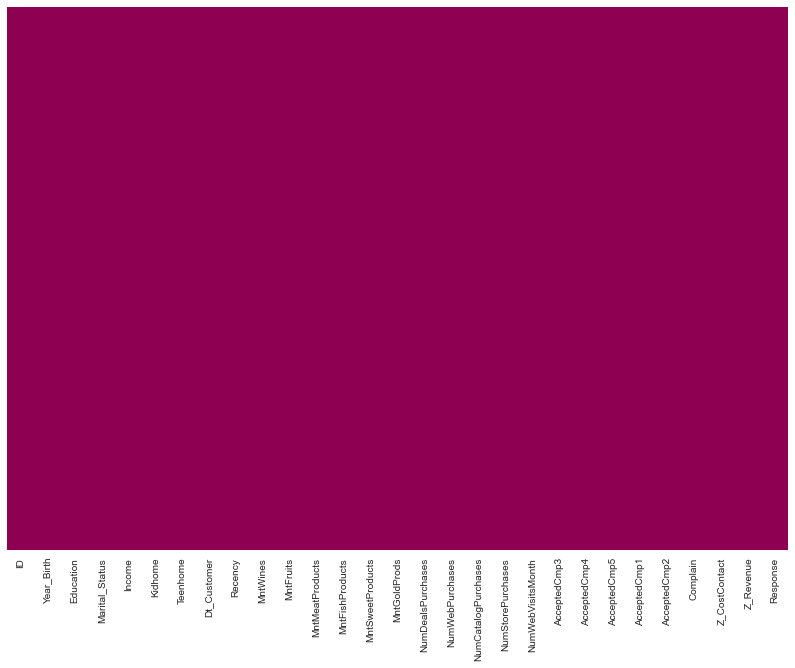 ID
Year_Birth
Education
Marital_Status
Income
Kidhome
Teenhome
Dt_Customer
Recency
MntWines
MntFruits
MntMeatProducts
MntFishProducts
MntSweetProducts
MntGoldProds
NumDealsPurchases
NumWebPurchases
NumCatalogPurchases
NumStorePurchases
NumWebVisitsMonth
AcceptedCmp3
AcceptedCmp4
AcceptedCmp5
AcceptedCmp1
AcceptedCmp2
Complain
Z_CostContact
Z_Revenue
Response